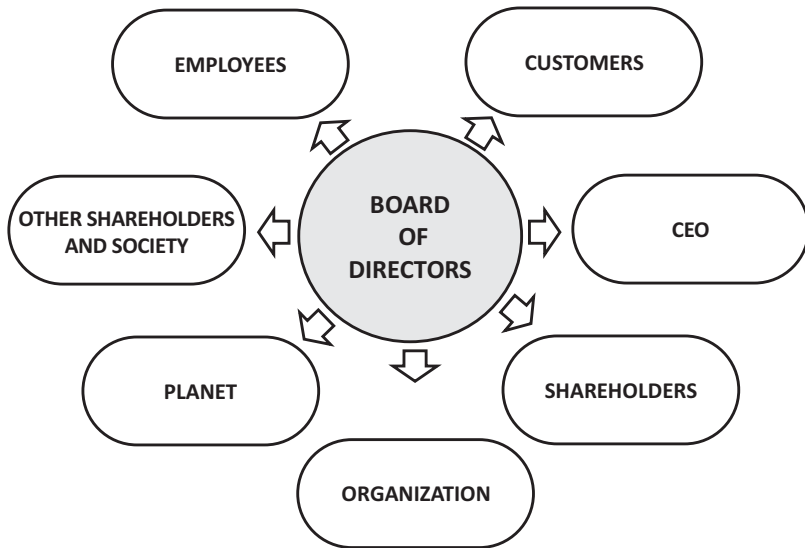 EMPLOYEES
CUSTOMERS
OTHER SHAREHOLDERS
AND SOCIETY
BOARD
OF
DIRECTORS
CEO
PLANET
SHAREHOLDERS
ORGANIZATION